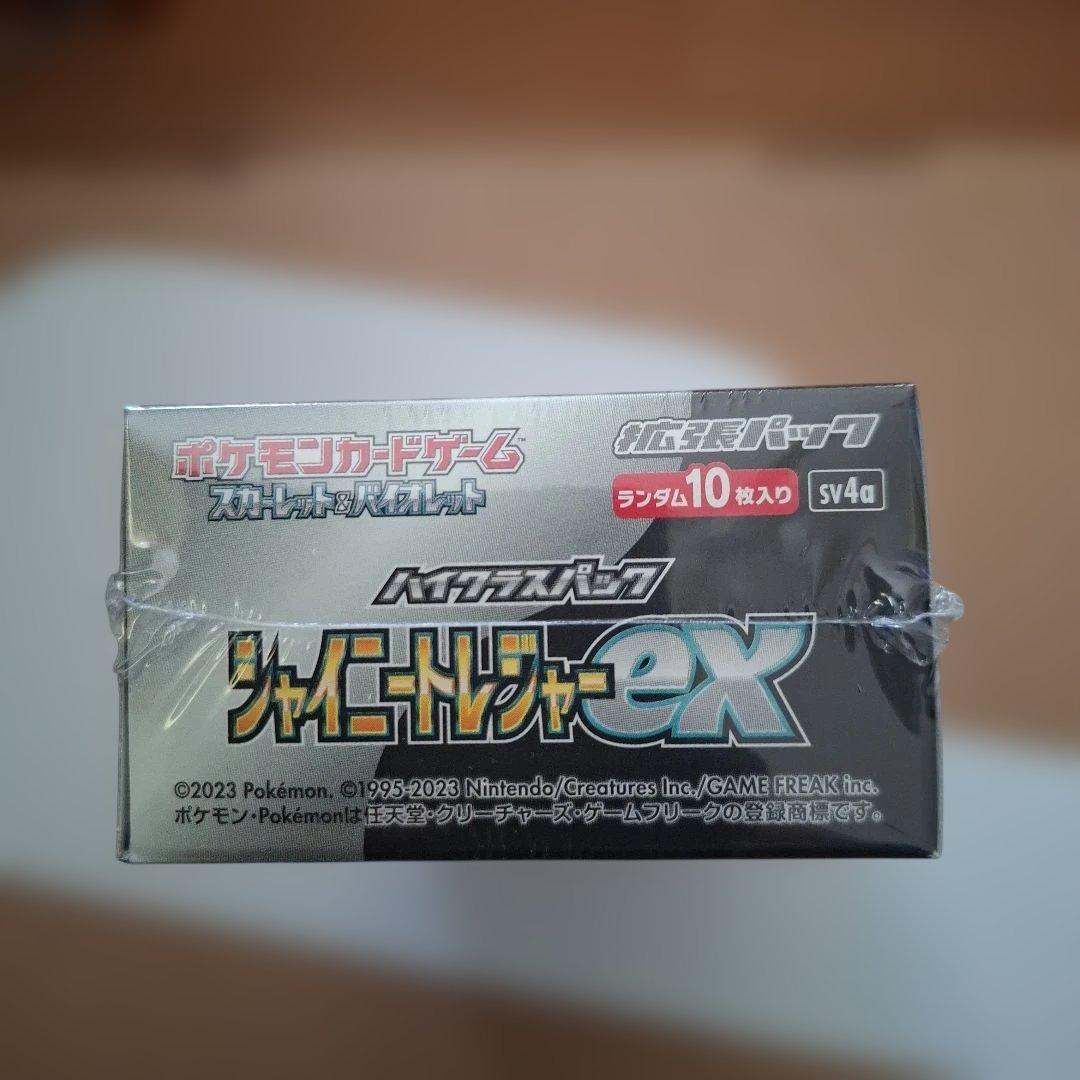 ポケモンカードゲーム™
スカーレット&バイオレット
拡張パック
ランダム10枚入り
SV4a
ハイクラスパック
シャイニートレジャーex
©2023 Pokémon. ©1995-2023 Nintendo/Creatures Inc./GAME FREAK inc.
ポケモン・Pokémonは任天堂・クリーチャーズ・ゲームフリークの登録商標です。